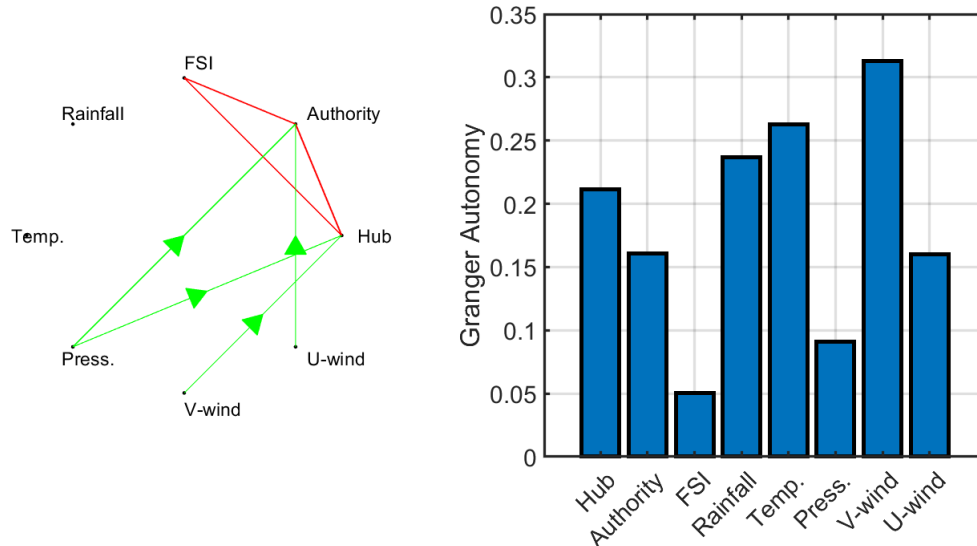 FSI
Rainfall
Authority
Temp.
Hub
Press.
U-wind
V-wind
Granger Autonomy
0.35
0.3
0.25
0.2
0.15
0.1
0.05
0
Hub
Authority
FSI
Rainfall
Temp.
Press.
V-wind
U-wind